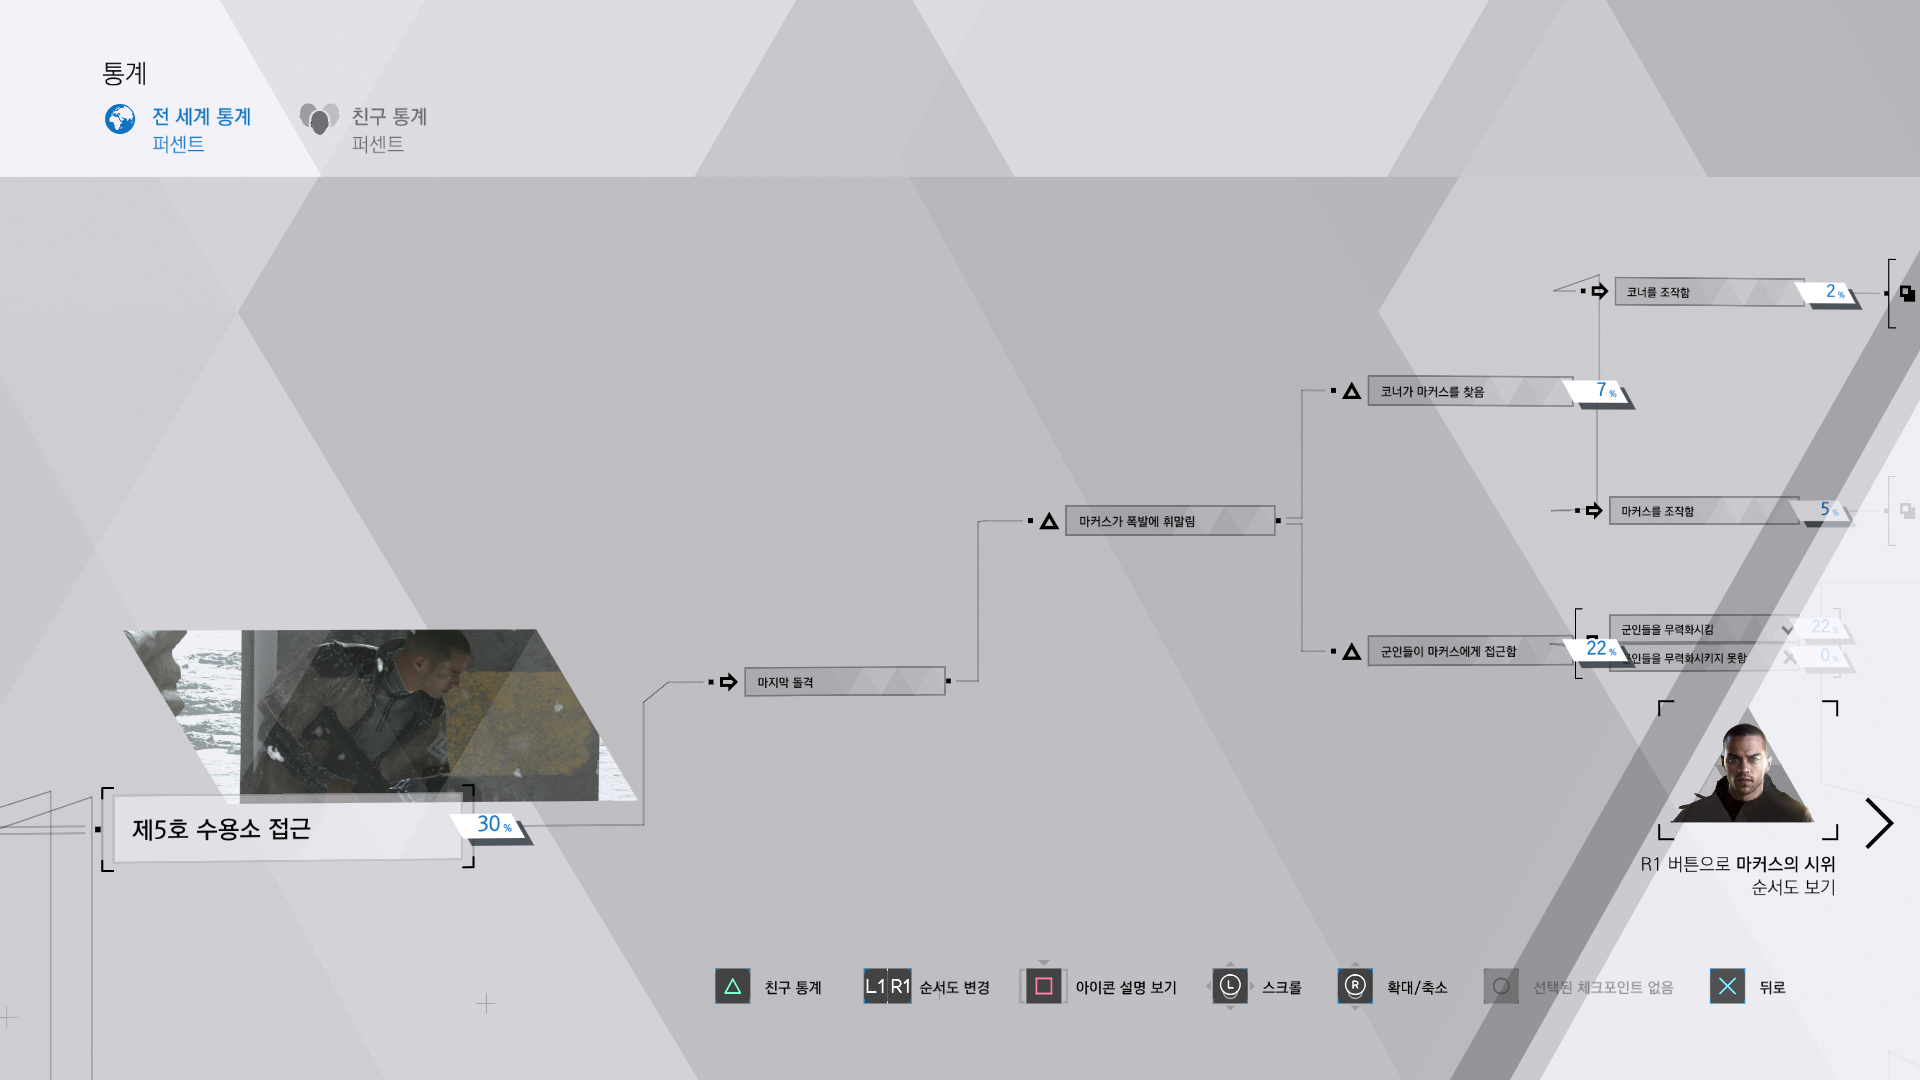 통계
전 세계 통계
퍼센트
친구 통계
퍼센트
코너를 조작함
2 %
코너가 마커스를 찾음
7 %
마커스를 조작함
5 %
마커스가 폭발에 휘말림
군인들을 무력화시킴
22 %
군인들이 마커스에게 접근함
22 %
군인들을 무력화시키지 못함
0 %
마지막 돌격
제5호 수용소 접근
30 %
R1 버튼으로 마커스의 시위
순서도 보기
친구 통계
L1 R1 순서도 변경
아이콘 설명 보기
L 스크롤
R 확대/축소
선택된 체크포인트 없음
뒤로